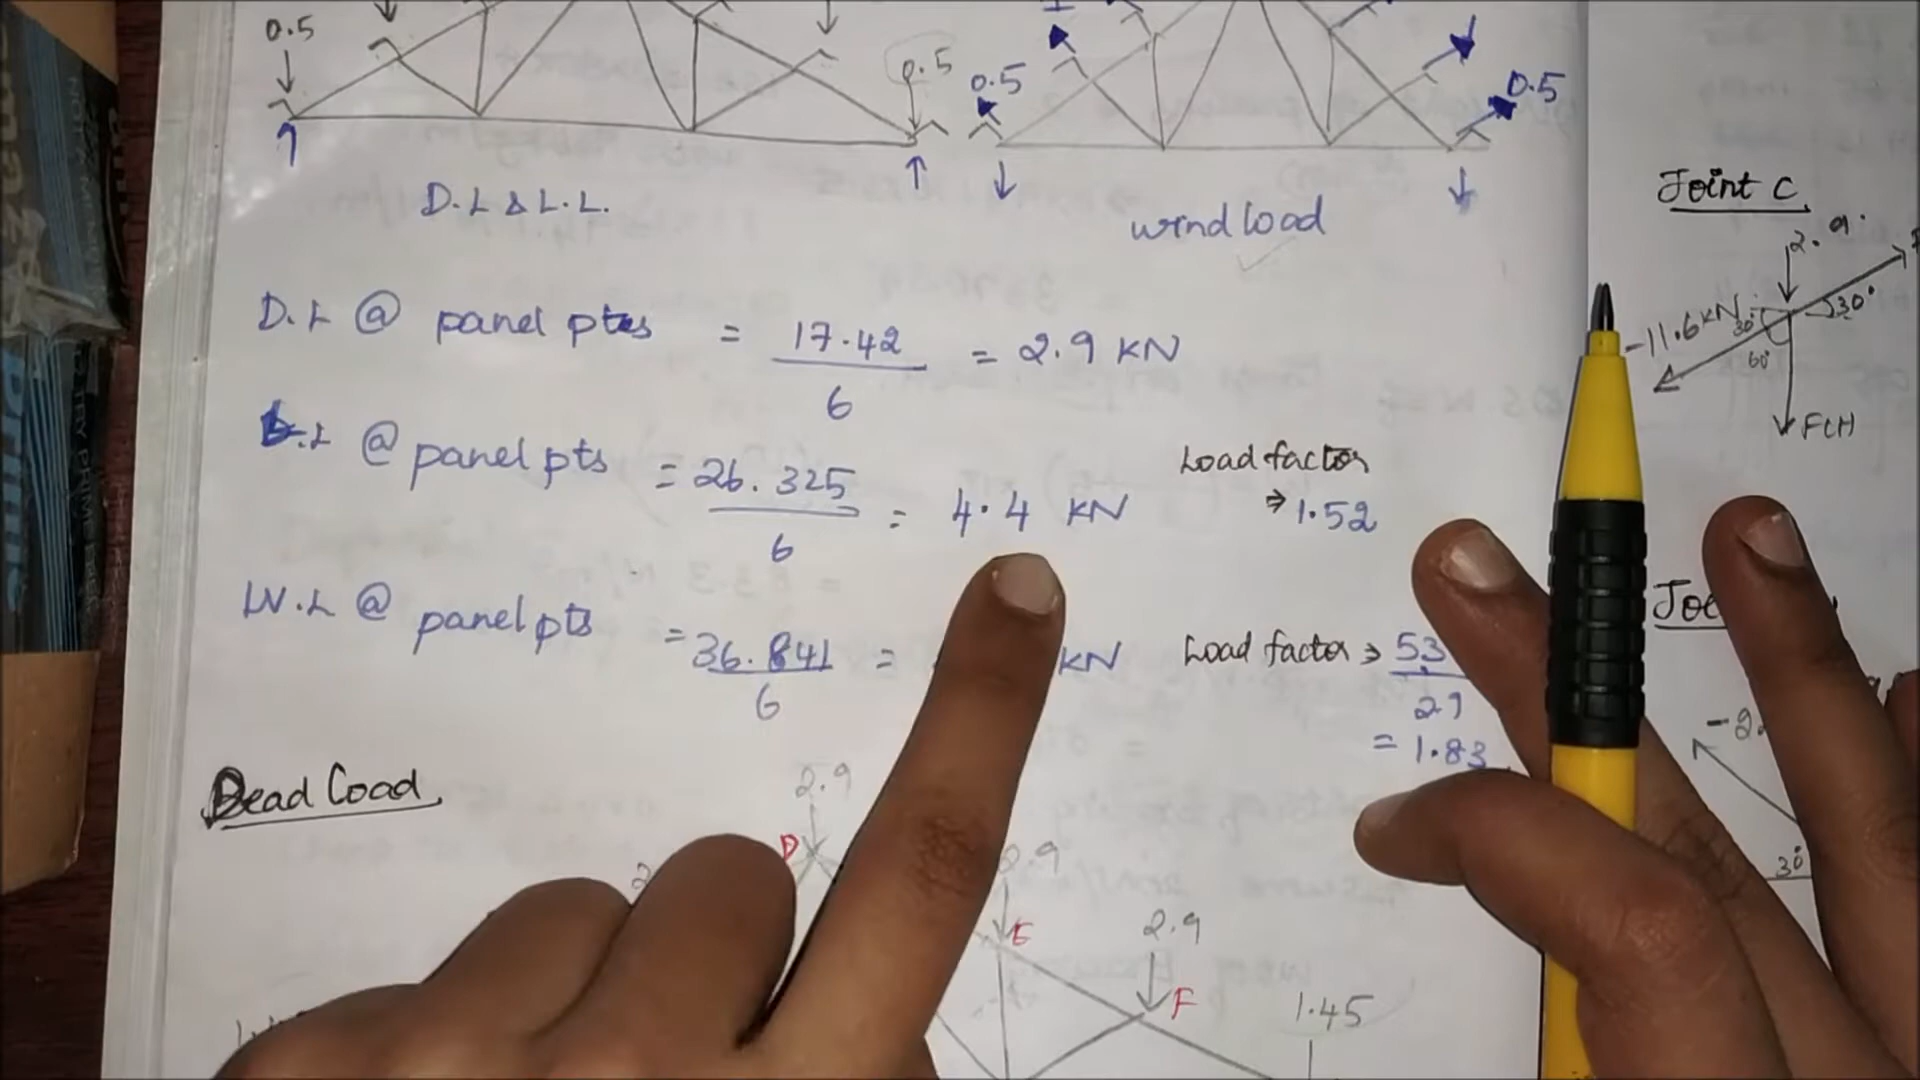 0.5
0.5
0.5
0.5
D.L & L.L.
wind load
D.L @ panel pts = 17.42 / 6 = 2.9 KN
L.L @ panel pts = 26.325 / 6 = 4.4 KN
Load factor
⇒ 1.52
W.L @ panel pts = 36.841 / 6 = KN
Load factor ⇒ 53 / 29
= 1.83
Dead Load
2.9
D
2.9
E
2.9
F
1.45
Joint C
2.9
-11.6KN
30°
30°
60°
FCH
30°